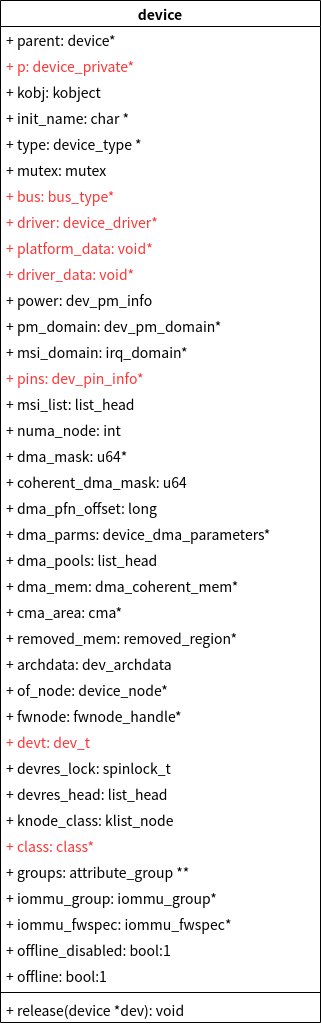 device
+ parent: device*
+ p: device_private*
+ kobj: kobject
+ init_name: char *
+ type: device_type *
+ mutex: mutex
+ bus: bus_type*
+ driver: device_driver*
+ platform_data: void*
+ driver_data: void*
+ power: dev_pm_info
+ pm_domain: dev_pm_domain*
+ msi_domain: irq_domain*
+ pins: dev_pin_info*
+ msi_list: list_head
+ numa_node: int
+ dma_mask: u64*
+ coherent_dma_mask: u64
+ dma_pfn_offset: long
+ dma_parms: device_dma_parameters*
+ dma_pools: list_head
+ dma_mem: dma_coherent_mem*
+ cma_area: cma*
+ removed_mem: removed_region*
+ archdata: dev_archdata
+ of_node: device_node*
+ fwnode: fwnode_handle*
+ devt: dev_t
+ devres_lock: spinlock_t
+ devres_head: list_head
+ knode_class: klist_node
+ class: class*
+ groups: attribute_group **
+ iommu_group: iommu_group*
+ iommu_fwspec: iommu_fwspec*
+ offline_disabled: bool:1
+ offline: bool:1
+ release(device *dev): void